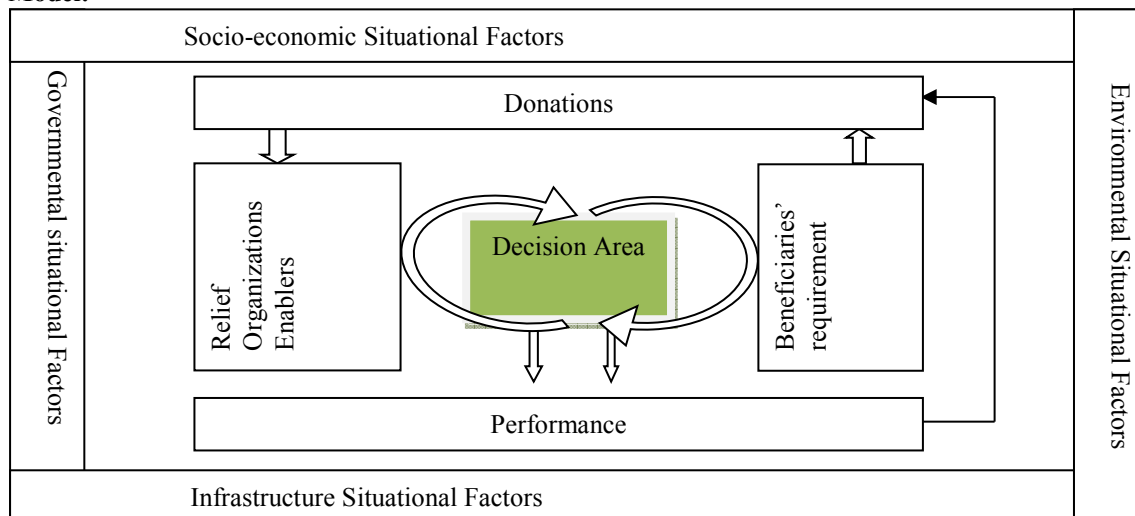 Model:
Socio-economic Situational Factors
Governmental situational Factors
Donations
Relief
Organizations
Enablers
Decision Area
Beneficiaries’
requirement
Environmental Situational Factors
Performance
Infrastructure Situational Factors